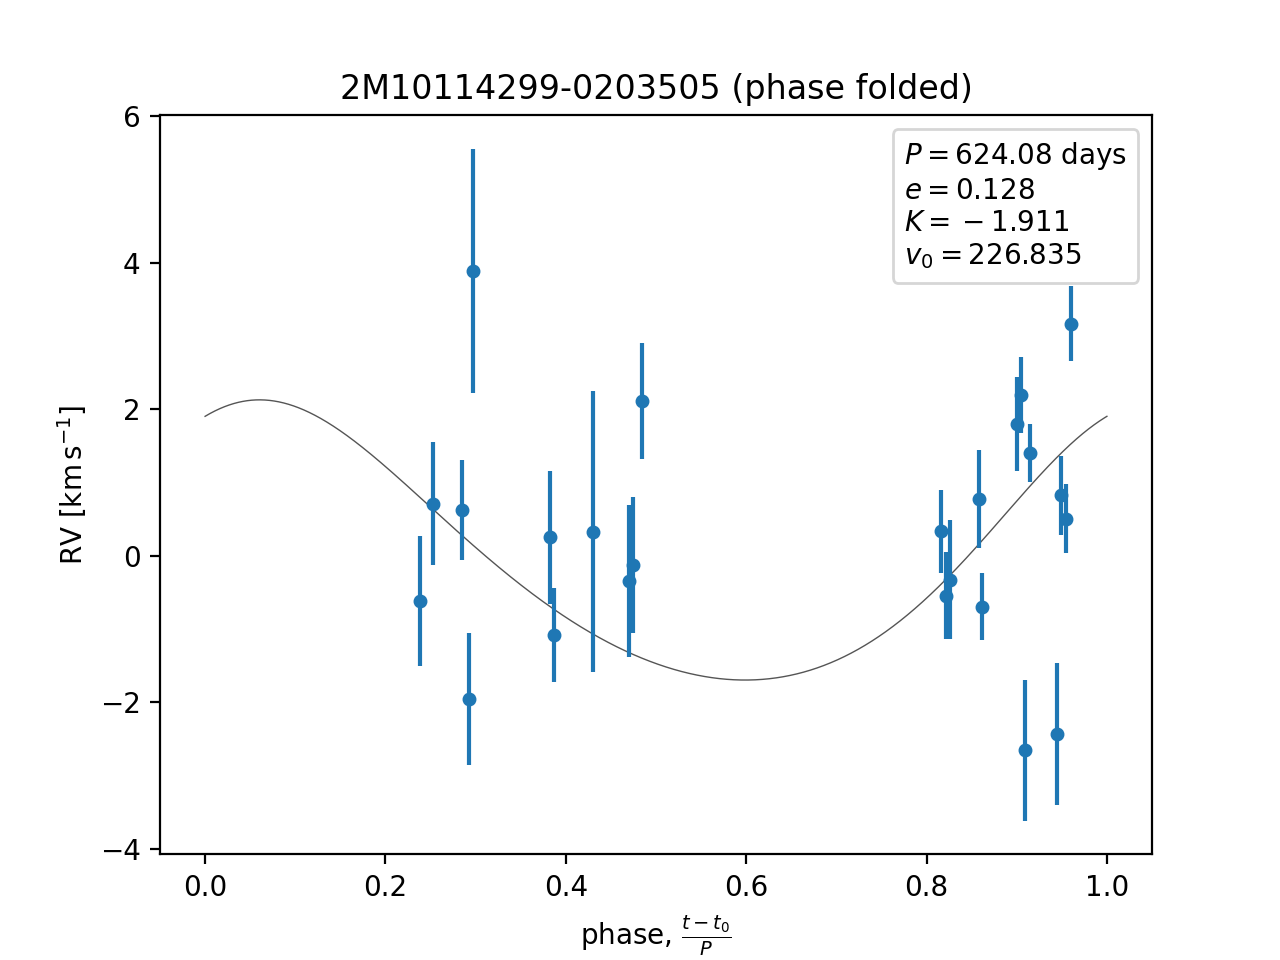 2M10114299-0203505 (phase folded)
P = 624.08 days
e = 0.128
K = −1.911
v₀ = 226.835
6
4
2
0
−2
−4
RV [km s⁻¹]
0.0 0.2 0.4 0.6 0.8 1.0
phase, (t − t₀)/P